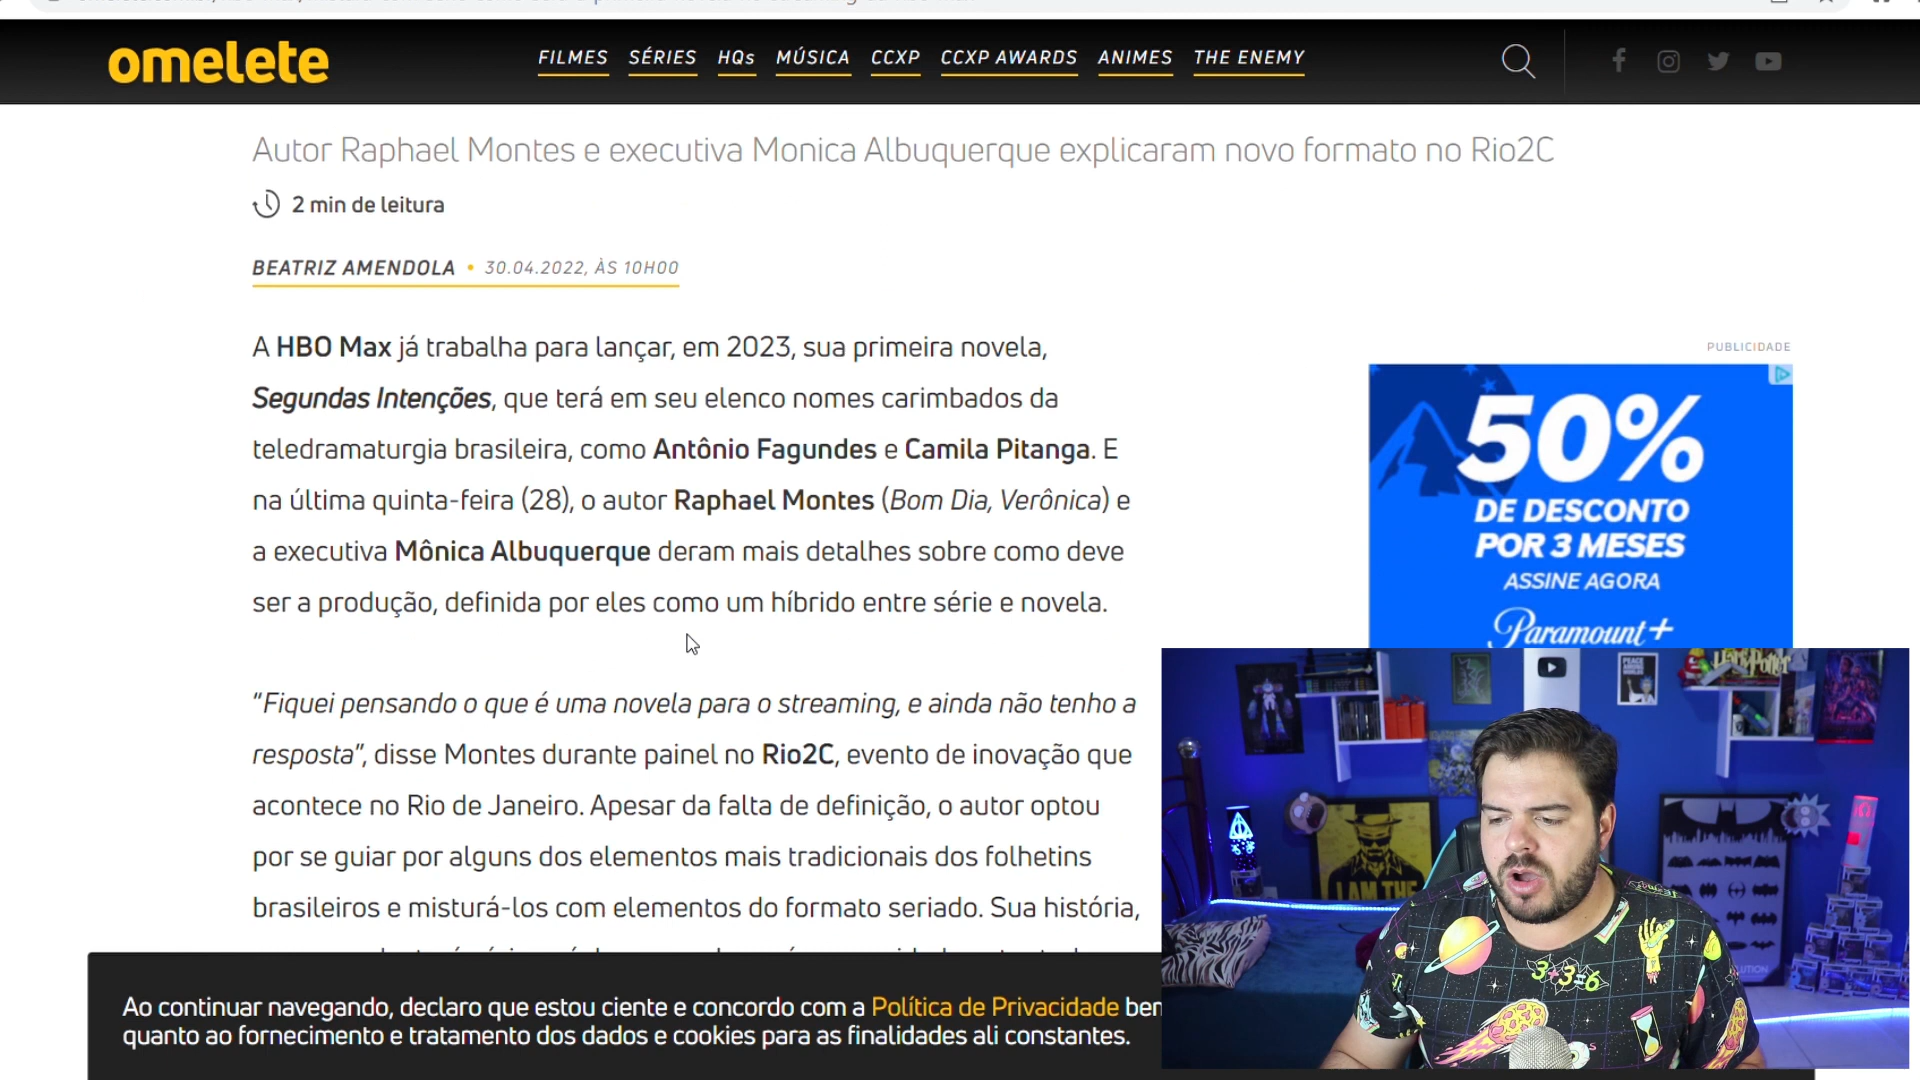 omelete
FILMES SÉRIES HQs MÚSICA CCXP CCXP AWARDS ANIMES THE ENEMY
Autor Raphael Montes e executiva Monica Albuquerque explicaram novo formato no Rio2C
2 min de leitura
BEATRIZ AMENDOLA • 30.04.2022, ÀS 10H00
A HBO Max já trabalha para lançar, em 2023, sua primeira novela,
Segundas Intenções, que terá em seu elenco nomes carimbados da
teledramaturgia brasileira, como Antônio Fagundes e Camila Pitanga. E
na última quinta-feira (28), o autor Raphael Montes (Bom Dia, Verônica) e
a executiva Mônica Albuquerque deram mais detalhes sobre como deve
ser a produção, definida por eles como um híbrido entre série e novela.
"Fiquei pensando o que é uma novela para o streaming, e ainda não tenho a
resposta", disse Montes durante painel no Rio2C, evento de inovação que
acontece no Rio de Janeiro. Apesar da falta de definição, o autor optou
por se guiar por alguns dos elementos mais tradicionais dos folhetins
brasileiros e misturá-los com elementos do formato seriado. Sua história,
PUBLICIDADE
50%
DE DESCONTO
POR 3 MESES
ASSINE AGORA
Paramount+
Harry Potter
PEACE
I AM THE
3+3=6
Ao continuar navegando, declaro que estou ciente e concordo com a Política de Privacidade ben
quanto ao fornecimento e tratamento dos dados e cookies para as finalidades ali constantes.